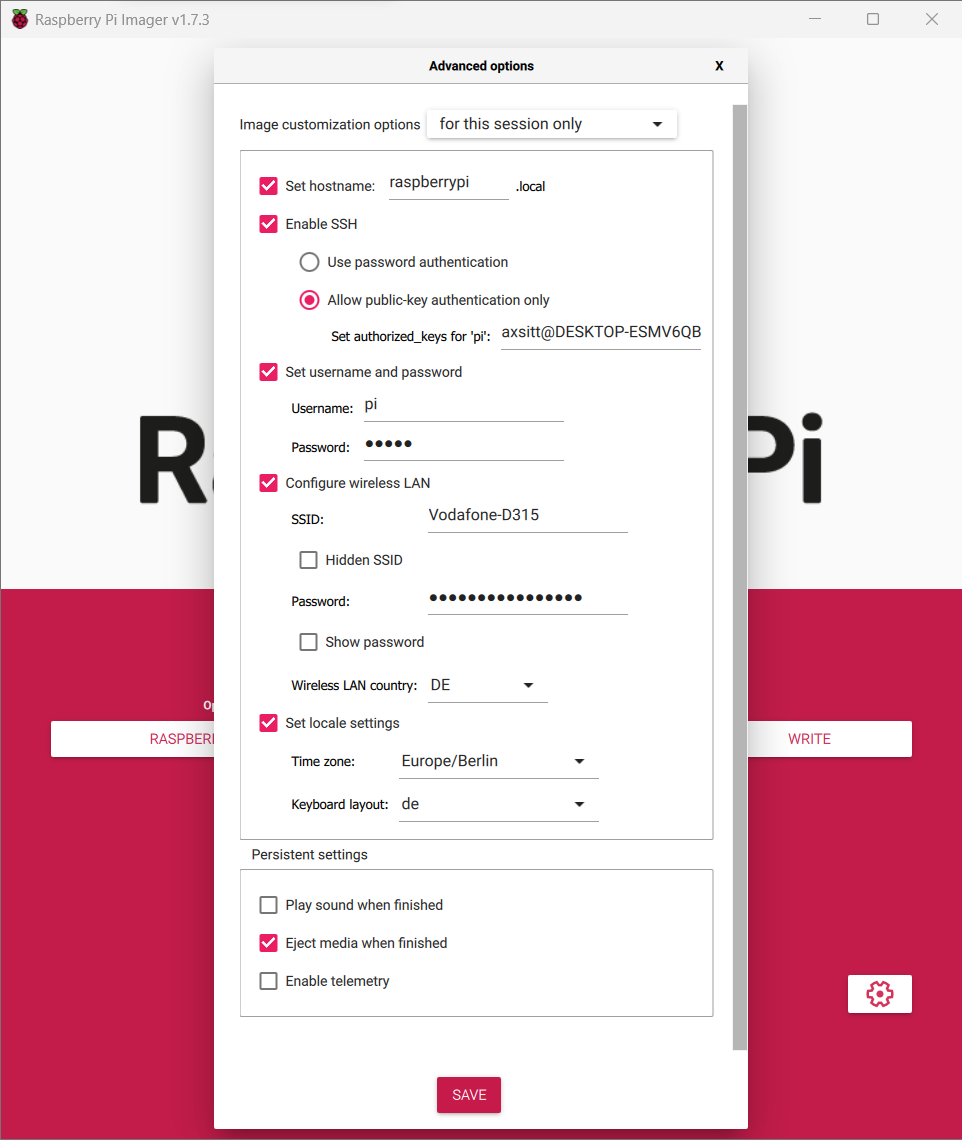 Raspberry Pi Imager v1.7.3
Advanced options X
Image customization options for this session only
Set hostname: raspberrypi .local
Enable SSH
Use password authentication
Allow public-key authentication only
Set authorized_keys for 'pi': axsitt@DESKTOP-ESMV6QB
Set username and password
Username: pi
Password: •••••
Configure wireless LAN
SSID: Vodafone-D315
Hidden SSID
Password: ••••••••••••••••
Show password
Wireless LAN country: DE
Set locale settings
RASPBERR
WRITE
Time zone: Europe/Berlin
Keyboard layout: de
Persistent settings
Play sound when finished
Eject media when finished
Enable telemetry
SAVE
R
Pi
Op